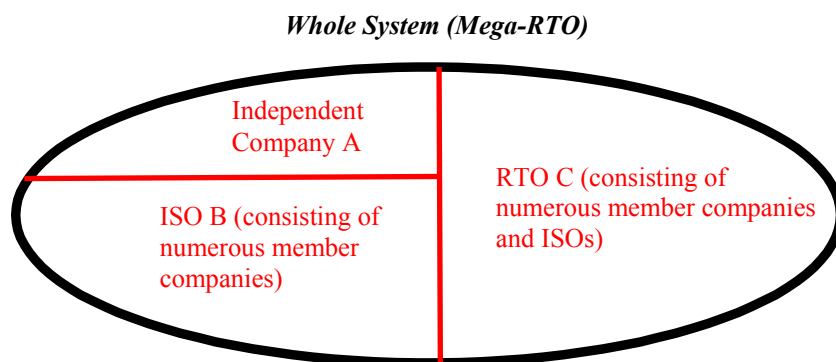 Whole System (Mega-RTO)
Independent
Company A
ISO B (consisting of
numerous member
companies)
RTO C (consisting of
numerous member companies
and ISOs)